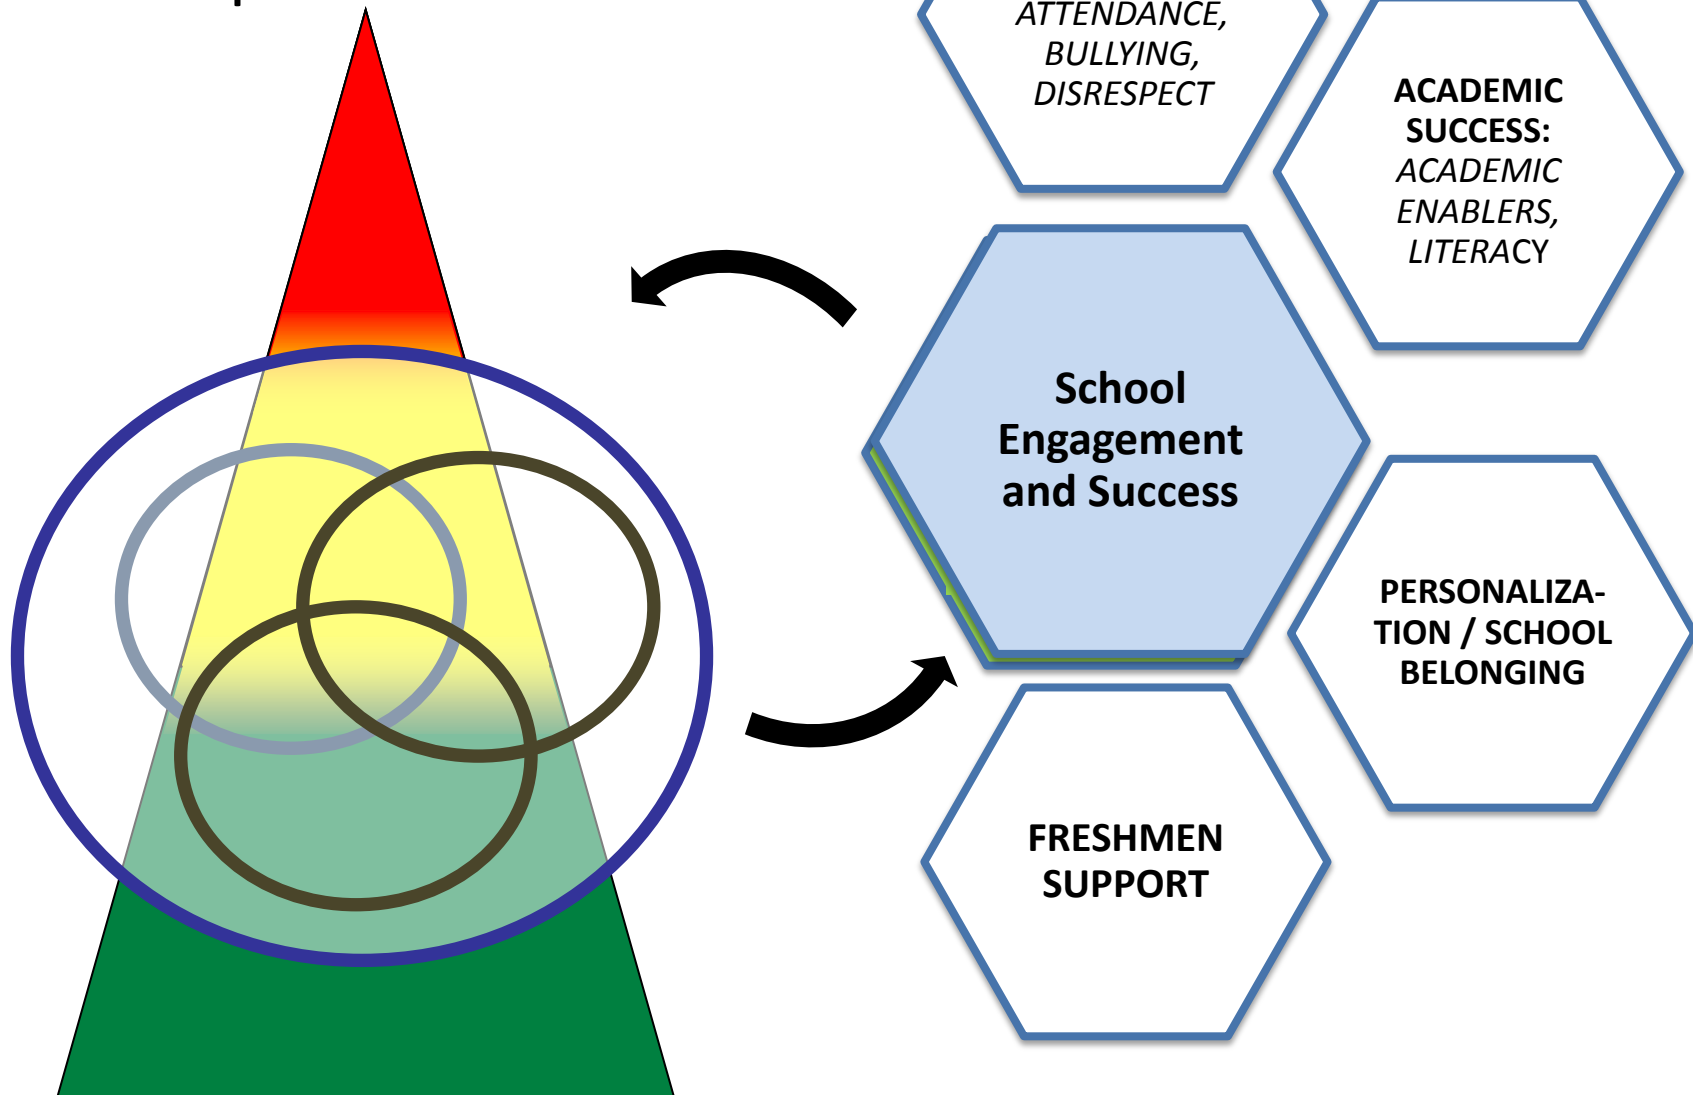 ATTENDANCE,
BULLYING,
DISRESPECT
ACADEMIC
SUCCESS:
ACADEMIC
ENABLERS,
LITERACY
School
Engagement
and Success
PERSONALIZA-
TION / SCHOOL
BELONGING
FRESHMEN
SUPPORT